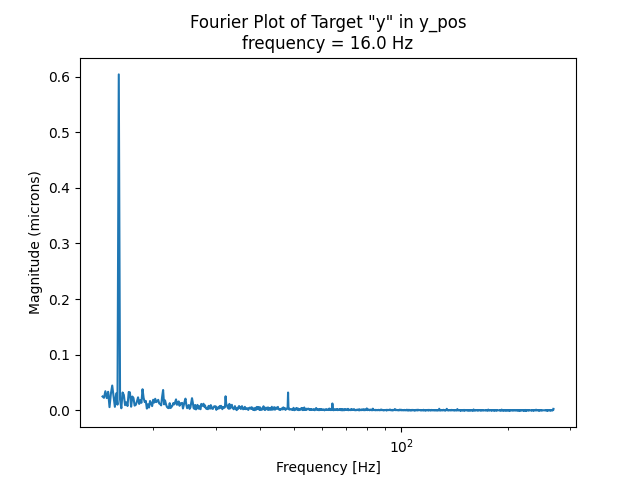 Fourier Plot of Target "y" in y_pos
frequency = 16.0 Hz
0.6
0.5
0.4
0.3
0.2
0.1
0.0
Magnitude (microns)
10²
Frequency [Hz]